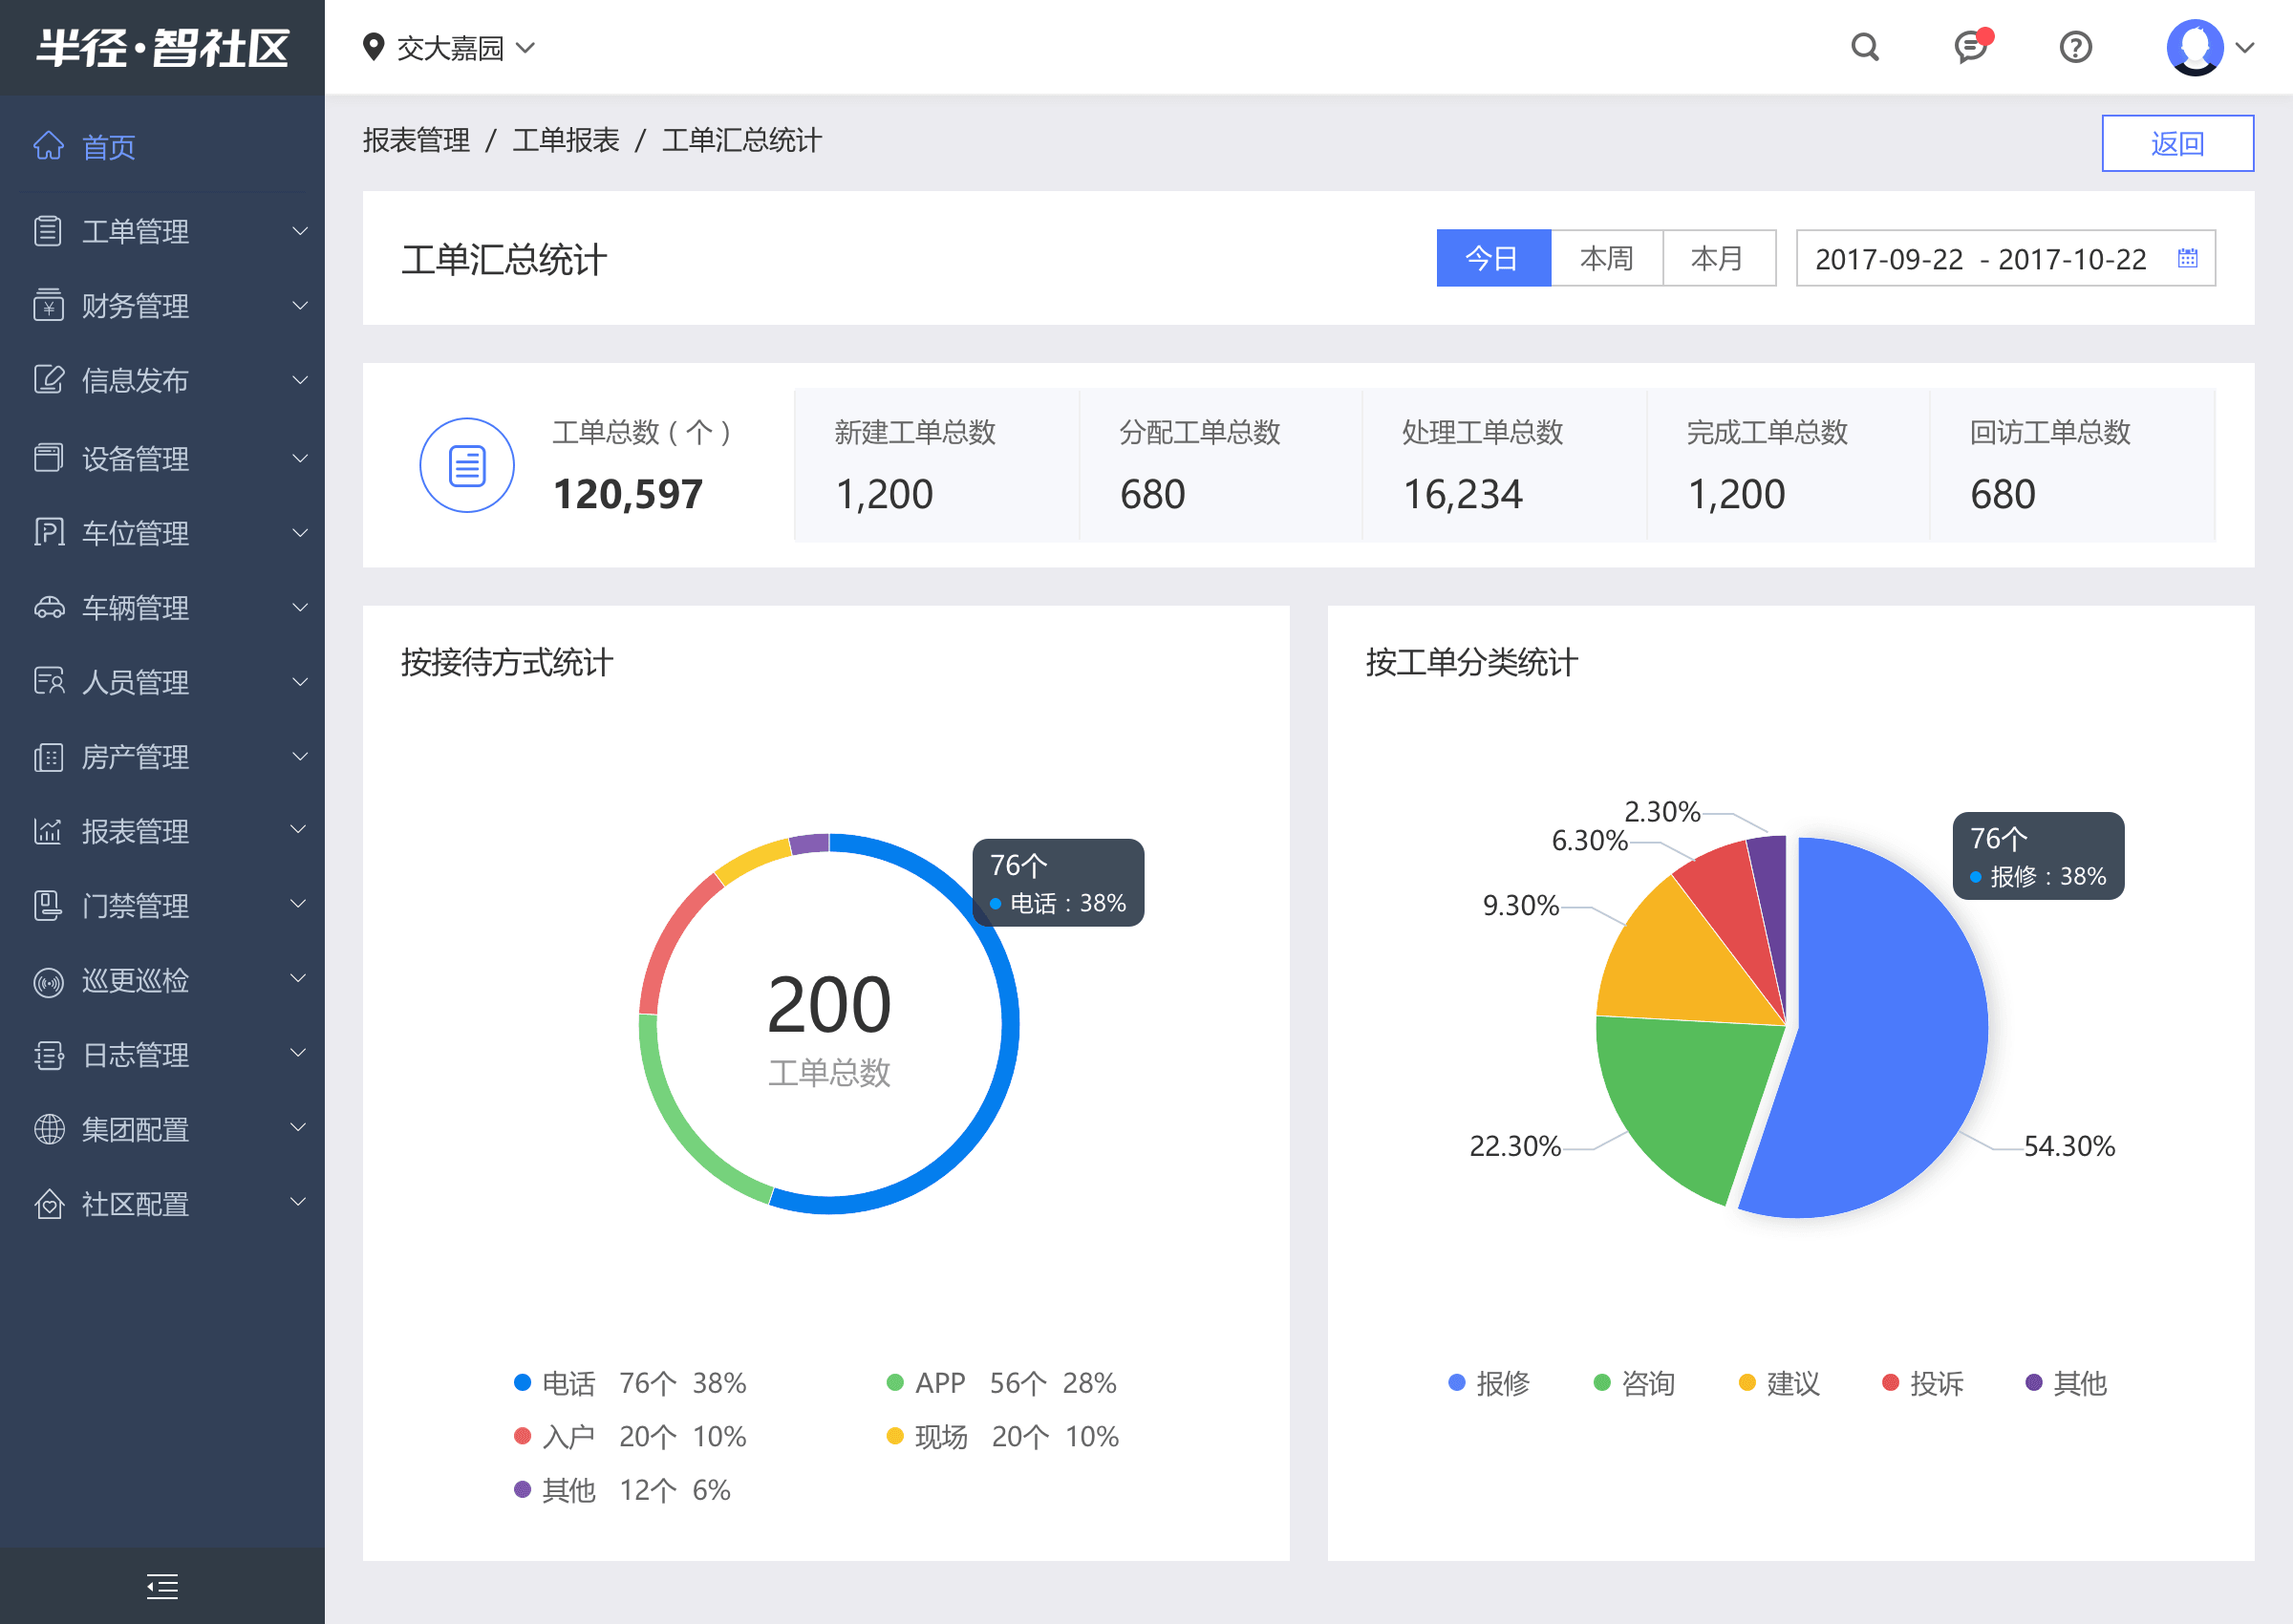 半径·智社区
交大嘉园
首页
工单管理
财务管理
信息发布
设备管理
车位管理
车辆管理
人员管理
房产管理
报表管理
门禁管理
巡更巡检
日志管理
集团配置
社区配置
报表管理 / 工单报表 / 工单汇总统计
返回
工单汇总统计
今日 本周 本月 2017-09-22 - 2017-10-22
工单总数（个） 新建工单总数 分配工单总数 处理工单总数 完成工单总数 回访工单总数
120,597 1,200 680 16,234 1,200 680
按接待方式统计
76个
电话：38%
200
工单总数
电话 76个 38% APP 56个 28%
入户 20个 10% 现场 20个 10%
其他 12个 6%
按工单分类统计
2.30%
6.30%
9.30%
22.30%
54.30%
76个
报修：38%
报修 咨询 建议 投诉 其他